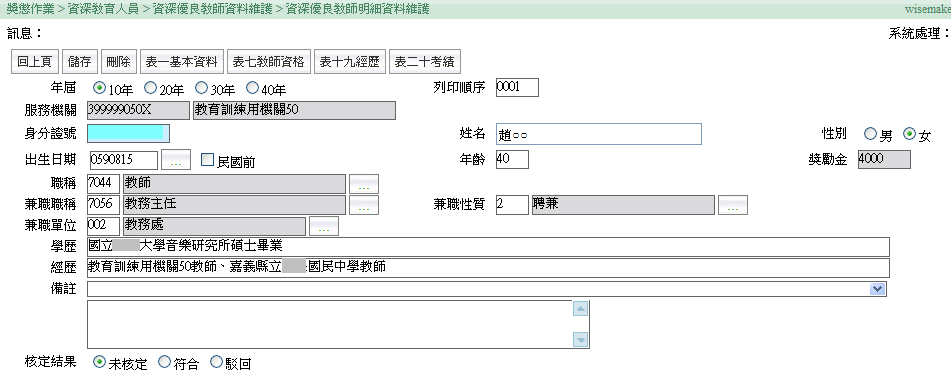 獎懲作業 > 資深教育人員 > 資深優良教師資料維護 > 資深優良教師明細資料維護 wisemake
訊息： 系統處理：
回上頁 儲存 刪除 表一基本資料 表七教師資格 表十九經歷 表二十考績
年屆 10年 20年 30年 40年 列印順序 0001
服務機關 399999050X 教育訓練用機關50
身分證號 姓名 趙○○ 性別 男 女
出生日期 0590815 ... 民國前 年齡 40 獎勵金 4000
職稱 7044 教師 ...
兼職職稱 7056 教務主任 ... 兼職性質 2 聘兼 ...
兼職單位 002 教務處 ...
學歷 國立 大學音樂研究所碩士畢業
經歷 教育訓練用機關50教師、嘉義縣立 國民中學教師
備註
核定結果 未核定 符合 駁回